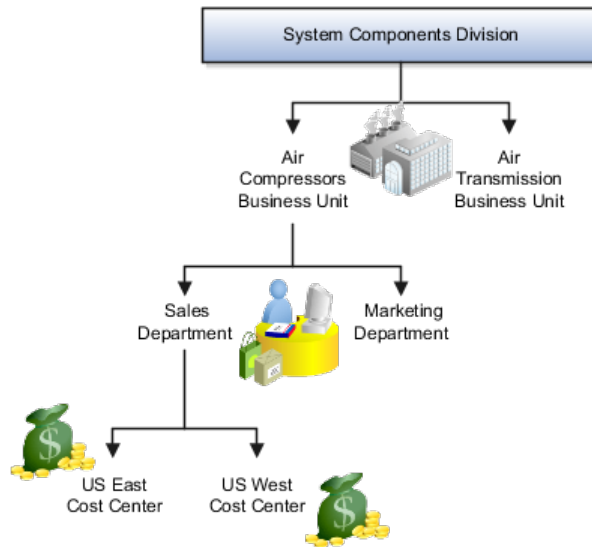 System Components Division
Air
Compressors
Business Unit
Air
Transmission
Business Unit
Sales
Department
Marketing
Department
US East
Cost Center
US West
Cost Center
$
$